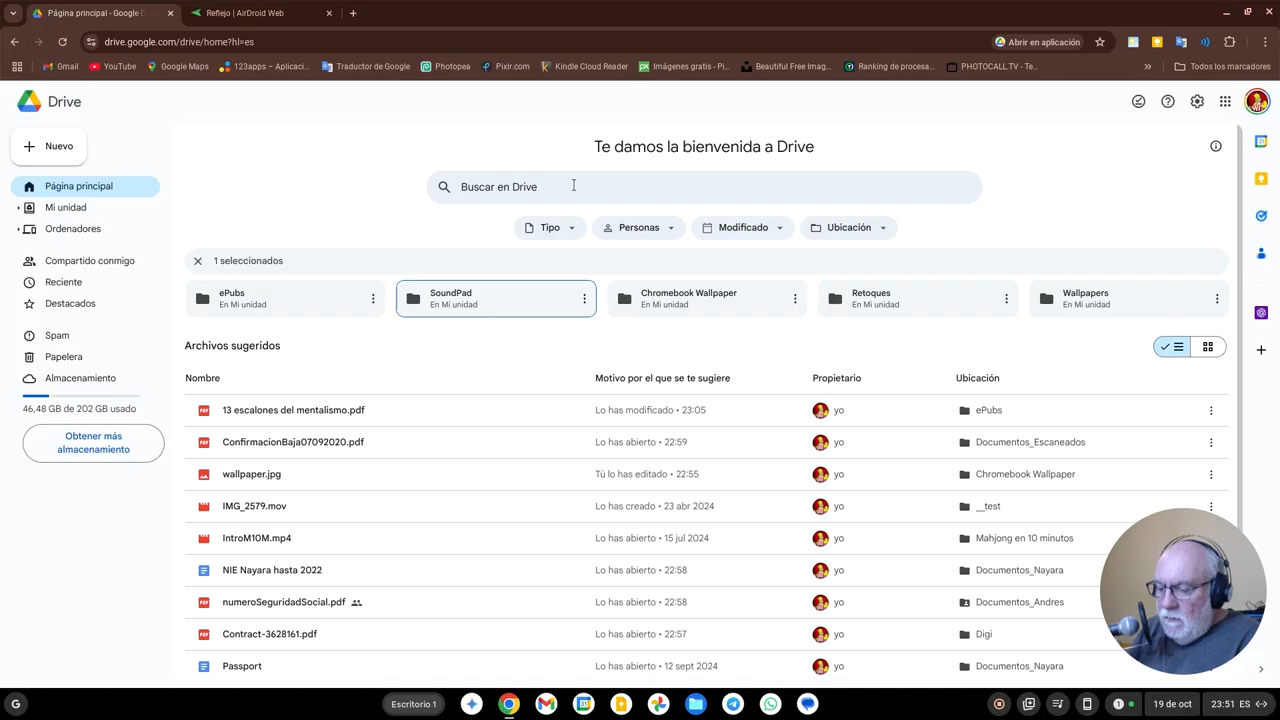 Página principal - Google D
Reflejo | AirDroid Web
drive.google.com/drive/home?hl=es
Abrir en aplicación
Gmail
YouTube
Google Maps
123apps – Aplicaci...
Traductor de Google
Photopea
Pixlr.com
Kindle Cloud Reader
Imágenes gratis - Pi...
Beautiful Free Imag...
Ranking de procesa...
PHOTOCALL.TV - Te...
Todos los marcadores
Drive
Nuevo
Página principal
Mi unidad
Ordenadores
Compartido conmigo
Reciente
Destacados
Spam
Papelera
Almacenamiento
46,48 GB de 202 GB usado
Obtener más
almacenamiento
Te damos la bienvenida a Drive
Buscar en Drive
Tipo
Personas
Modificado
Ubicación
1 seleccionados
ePubs
En Mi unidad
SoundPad
En Mi unidad
Chromebook Wallpaper
En Mi unidad
Retoques
En Mi unidad
Wallpapers
En Mi unidad
Archivos sugeridos
Nombre Motivo por el que se te sugiere Propietario Ubicación
13 escalones del mentalismo.pdf Lo has modificado • 23:05 yo ePubs
ConfirmacionBaja07092020.pdf Lo has abierto • 22:59 yo Documentos_Escaneados
wallpaper.jpg Tú lo has editado • 22:55 yo Chromebook Wallpaper
IMG_2579.mov Lo has creado • 23 abr 2024 yo __test
IntroM10M.mp4 Lo has abierto • 15 jul 2024 yo Mahjong en 10 minutos
NIE Nayara hasta 2022 Lo has abierto • 22:58 yo Documentos_Nayara
numeroSeguridadSocial.pdf Lo has abierto • 22:58 yo Documentos_Andres
Contract-3628161.pdf Lo has abierto • 22:57 yo Digi
Passport Lo has abierto • 12 sept 2024 yo Documentos_Nayara
Escritorio 1
1
19 de oct
23:51 ES